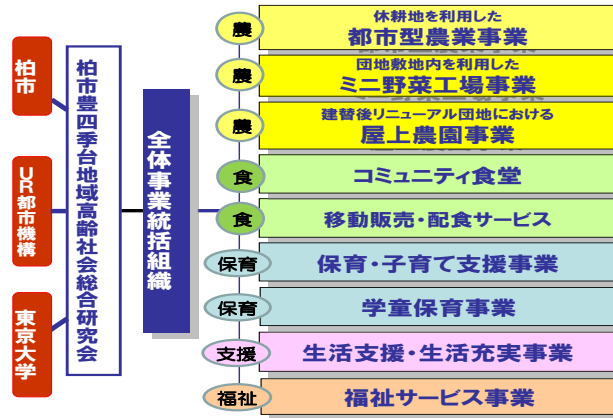 柏市
UR都市機構
東京大学
柏市豊四季台地域高齢社会総合研究会
全体事業統括組織
農
休耕地を利用した
都市型農業事業
農
団地敷地内を利用した
ミニ野菜工場事業
農
建替後リニューアル団地における
屋上農園事業
食
コミュニティ食堂
食
移動販売・配食サービス
保育
保育・子育て支援事業
保育
学童保育事業
支援
生活支援・生活充実事業
福祉
福祉サービス事業